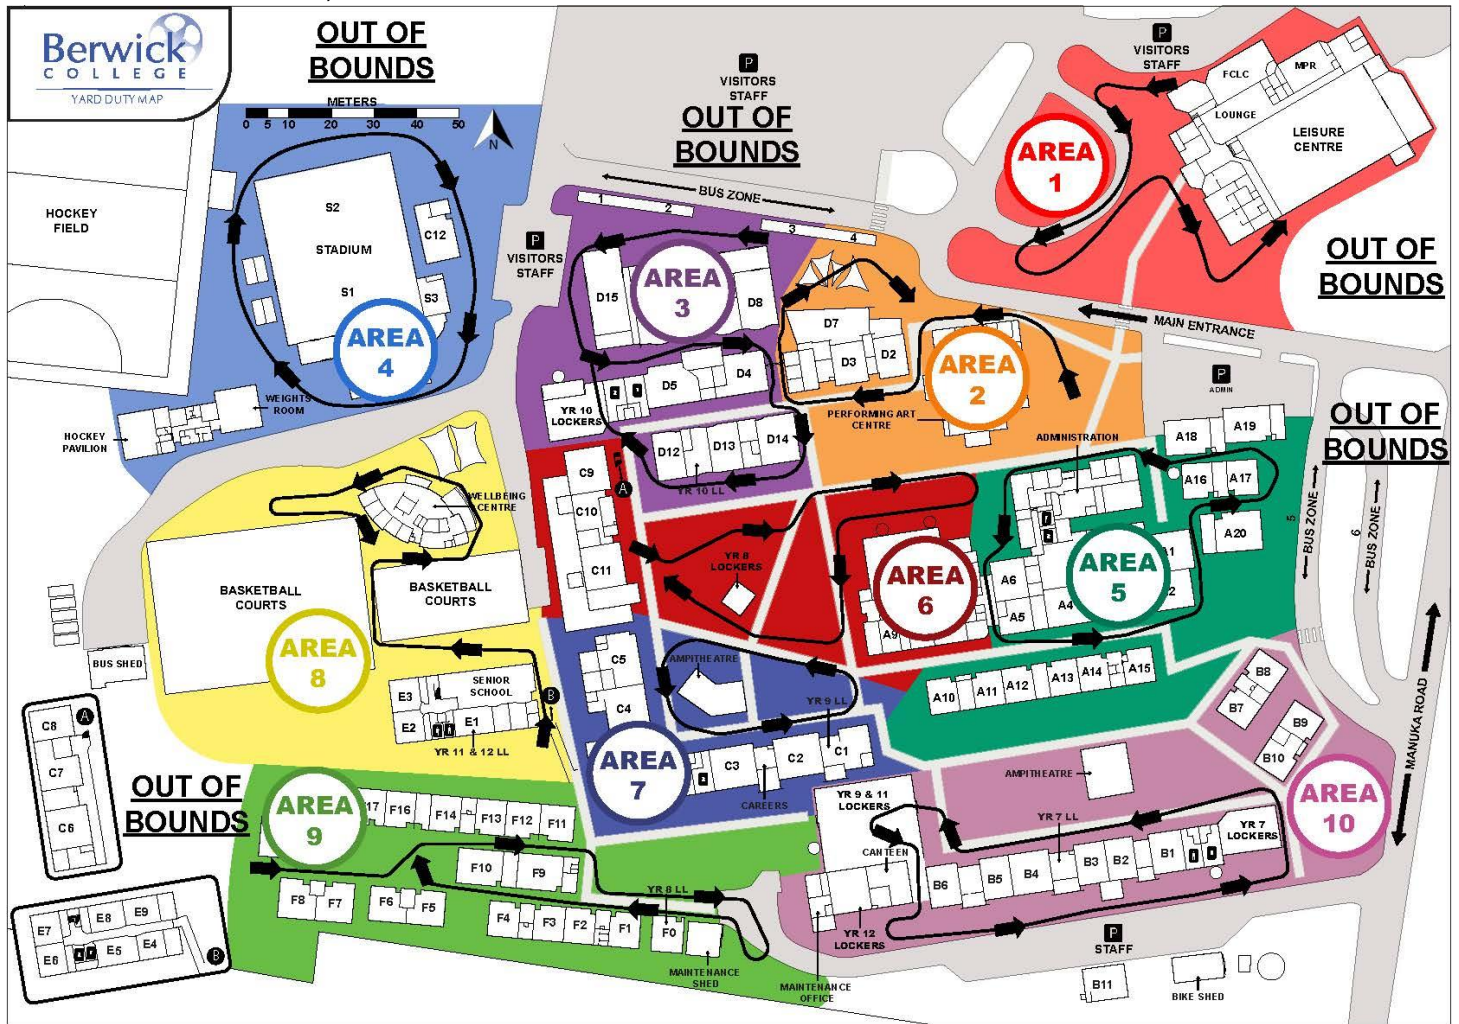 Berwick
COLLEGE
YARD DUTY MAP
OUT OF
BOUNDS
METERS
0 5 10 20 30 40 50
N
HOCKEY
FIELD
S2
STADIUM
S1
C12
S3
AREA
4
WEIGHTS
ROOM
HOCKEY
PAVILION
P
VISITORS
STAFF
P
VISITORS
STAFF
OUT OF
BOUNDS
BUS ZONE
1
2
3
4
P
VISITORS
STAFF
FCLC
MPR
LOUNGE
LEISURE
CENTRE
AREA
1
OUT OF
BOUNDS
MAIN ENTRANCE
AREA
3
D15
D8
D5
D4
YR 10
LOCKERS
D12
D13
D14
YR 10 LL
D7
D3
D2
AREA
2
PERFORMING ART
CENTRE
P
ADMIN
OUT OF
BOUNDS
ADMINISTRATION
A18
A19
A16
A17
A20
BUS ZONE
5
BUS ZONE
6
MANUKA ROAD
AREA
5
A6
A5
A4
A1
A15
A14
A13
A12
A11
A10
C9
A
C10
C11
YR 8
LOCKERS
AREA
6
A9
WELLBEING
CENTRE
BASKETBALL
COURTS
BASKETBALL
COURTS
AREA
8
BUS SHED
SENIOR
SCHOOL
E3
E2
E1
B
YR 11 & 12 LL
C5
C4
AMPITHEATRE
YR 9 LL
AREA
7
C3
C2
C1
CAREERS
B8
B7
B9
B10
AMPITHEATRE
AREA
10
YR 9 & 11
LOCKERS
CANTEEN
YR 7 LL
YR 7
LOCKERS
B6
B5
B4
B3
B2
B1
YR 12
LOCKERS
MAINTENANCE
OFFICE
P
STAFF
B11
BIKE SHED
C8
A
C7
C6
OUT OF
BOUNDS
AREA
9
17
F16
F14
F13
F12
F11
F10
F9
F8
F7
F6
F5
F4
F3
F2
F1
F0
YR 8 LL
MAINTENANCE
SHED
E7
E8
E9
E6
E5
E4
B